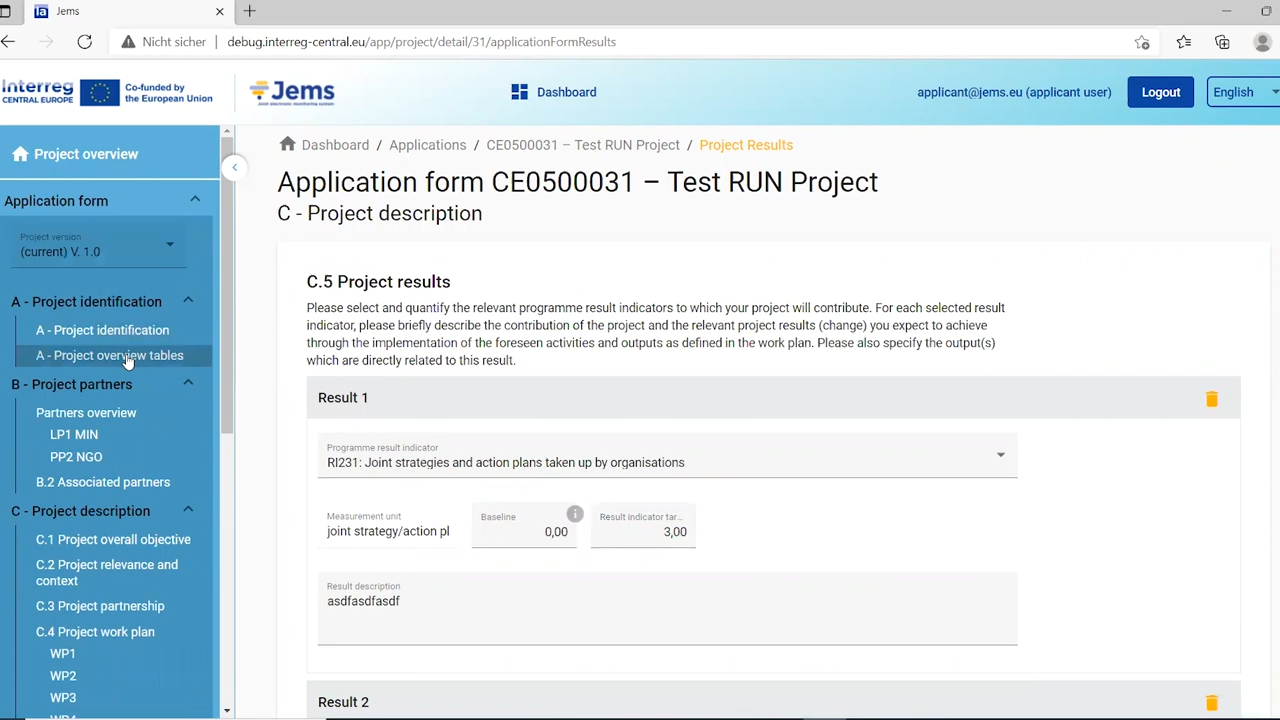 Jems
Nicht sicher
debug.interreg-central.eu/app/project/detail/31/applicationFormResults
Interreg
CENTRAL EUROPE
Co-funded by
the European Union
Jems
Joint electronic monitoring system
Dashboard
applicant@jems.eu (applicant user)
Logout
English
Project overview
Application form
Project version
(current) V. 1.0
A - Project identification
A - Project identification
A - Project overview tables
B - Project partners
Partners overview
LP1 MIN
PP2 NGO
B.2 Associated partners
C - Project description
C.1 Project overall objective
C.2 Project relevance and
context
C.3 Project partnership
C.4 Project work plan
WP1
WP2
WP3
WP4
Dashboard / Applications / CE0500031 – Test RUN Project / Project Results
Application form CE0500031 – Test RUN Project
C - Project description
C.5 Project results
Please select and quantify the relevant programme result indicators to which your project will contribute. For each selected result
indicator, please briefly describe the contribution of the project and the relevant project results (change) you expect to achieve
through the implementation of the foreseen activities and outputs as defined in the work plan. Please also specify the output(s)
which are directly related to this result.
Result 1
Programme result indicator
RI231: Joint strategies and action plans taken up by organisations
Measurement unit
joint strategy/action pl
Baseline
0,00
Result indicator tar...
3,00
Result description
asdfasdfasdf
Result 2